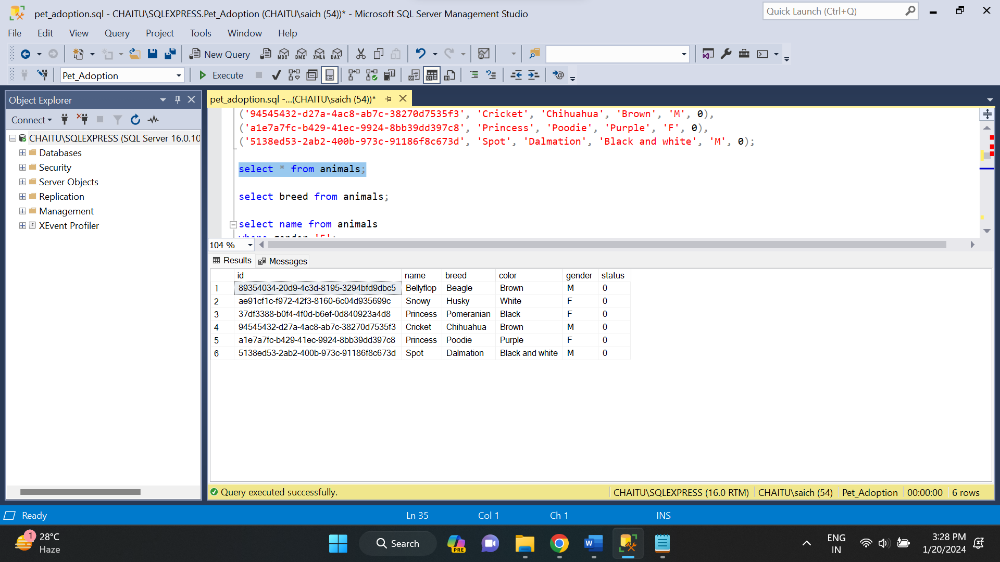 pet_adoption.sql - CHAITU\SQLEXPRESS.Pet_Adoption (CHAITU\saich (54))* - Microsoft SQL Server Management Studio
Quick Launch (Ctrl+Q)
File Edit View Query Project Tools Window Help
New Query MDX DMX XMLA DAX
Pet_Adoption Execute
Object Explorer
Connect
CHAITU\SQLEXPRESS (SQL Server 16.0.10
Databases
Security
Server Objects
Replication
Management
XEvent Profiler
pet_adoption.sql -...(CHAITU\saich (54))*
('94545432-d27a-4ac8-ab7c-38270d7535f3', 'Cricket', 'Chihuahua', 'Brown', 'M', 0),
('a1e7a7fc-b429-41ec-9924-8bb39dd397c8', 'Princess', 'Poodie', 'Purple', 'F', 0),
('5138ed53-2ab2-400b-973c-91186f8c673d', 'Spot', 'Dalmation', 'Black and white', 'M', 0);
select * from animals;
select breed from animals;
select name from animals
104 %
Results Messages
id name breed color gender status
1 89354034-20d9-4c3d-8195-3294bfd9dbc5 Bellyflop Beagle Brown M 0
2 ae91cf1c-f972-42f3-8160-6c04d935699c Snowy Husky White F 0
3 37df3388-b0f4-4f0d-b6ef-0d840923a4d8 Princess Pomeranian Black F 0
4 94545432-d27a-4ac8-ab7c-38270d7535f3 Cricket Chihuahua Brown M 0
5 a1e7a7fc-b429-41ec-9924-8bb39dd397c8 Princess Poodie Purple F 0
6 5138ed53-2ab2-400b-973c-91186f8c673d Spot Dalmation Black and white M 0
Query executed successfully. CHAITU\SQLEXPRESS (16.0 RTM) CHAITU\saich (54) Pet_Adoption 00:00:00 6 rows
Ready Ln 35 Col 1 Ch 1 INS
1 28°C
Haze
Search
PRE
W
ENG
IN
3:28 PM
1/20/2024